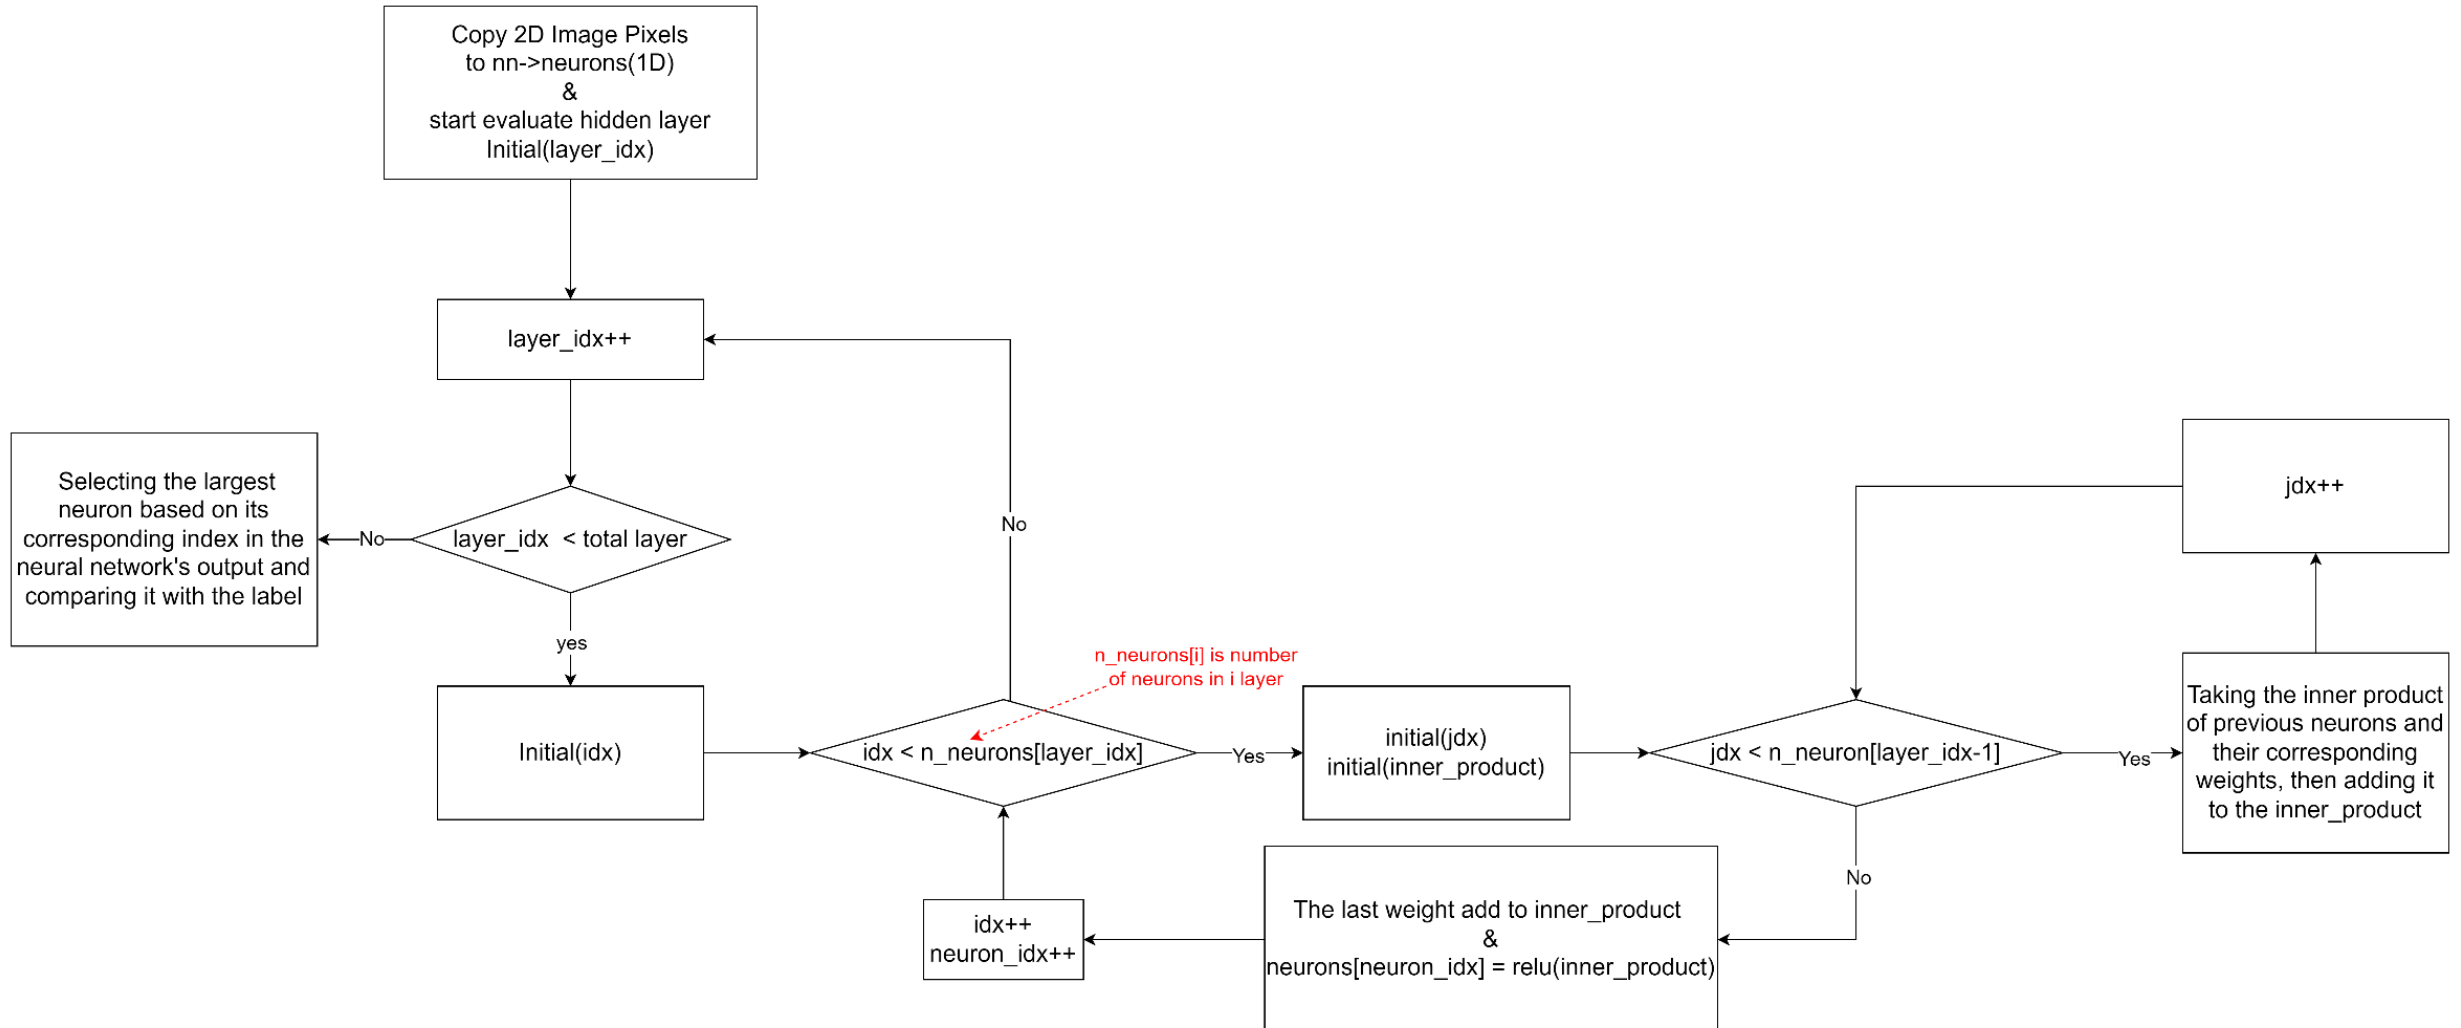 Copy 2D Image Pixels
to nn->neurons(1D)
&
start evaluate hidden layer
Initial(layer_idx)
layer_idx++
Selecting the largest
neuron based on its
corresponding index in the
neural network's output and
comparing it with the label
No
layer_idx < total layer
yes
Initial(idx)
No
n_neurons[i] is number
of neurons in i layer
idx < n_neurons[layer_idx]
Yes
initial(jdx)
initial(inner_product)
jdx < n_neuron[layer_idx-1]
Yes
jdx++
Taking the inner product
of previous neurons and
their corresponding
weights, then adding it
to the inner_product
No
The last weight add to inner_product
&
neurons[neuron_idx] = relu(inner_product)
idx++
neuron_idx++